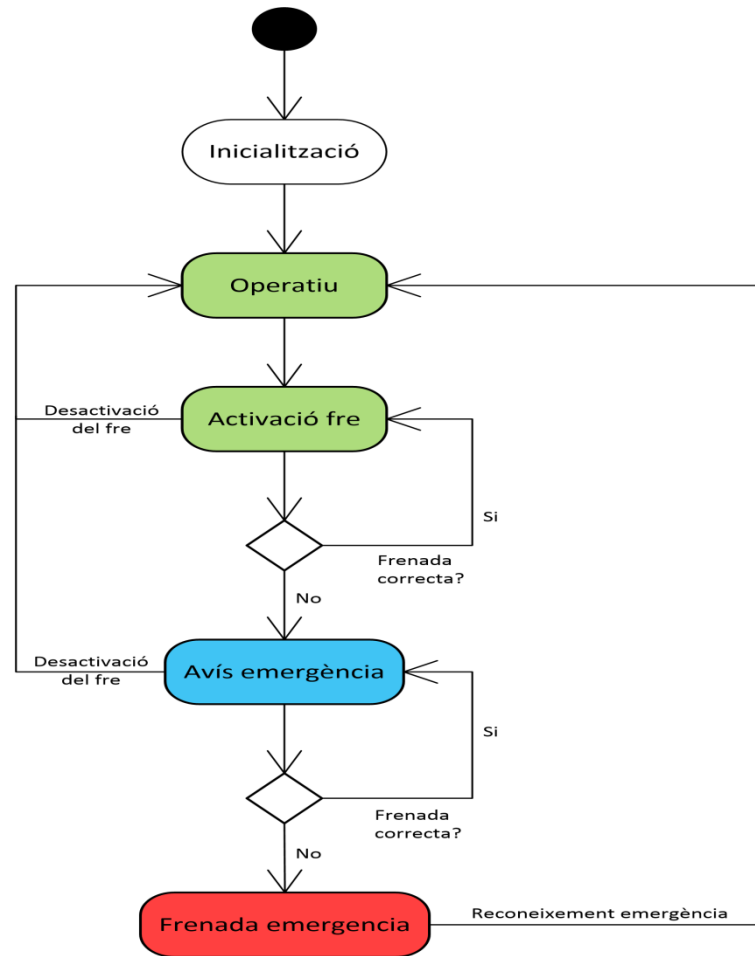 Inicialització
Operatiu
Desactivació
del fre
Activació fre
Si
Frenada
correcta?
No
Desactivació
del fre
Avís emergència
Si
Frenada
correcta?
No
Frenada emergencia
Reconeixement emergència